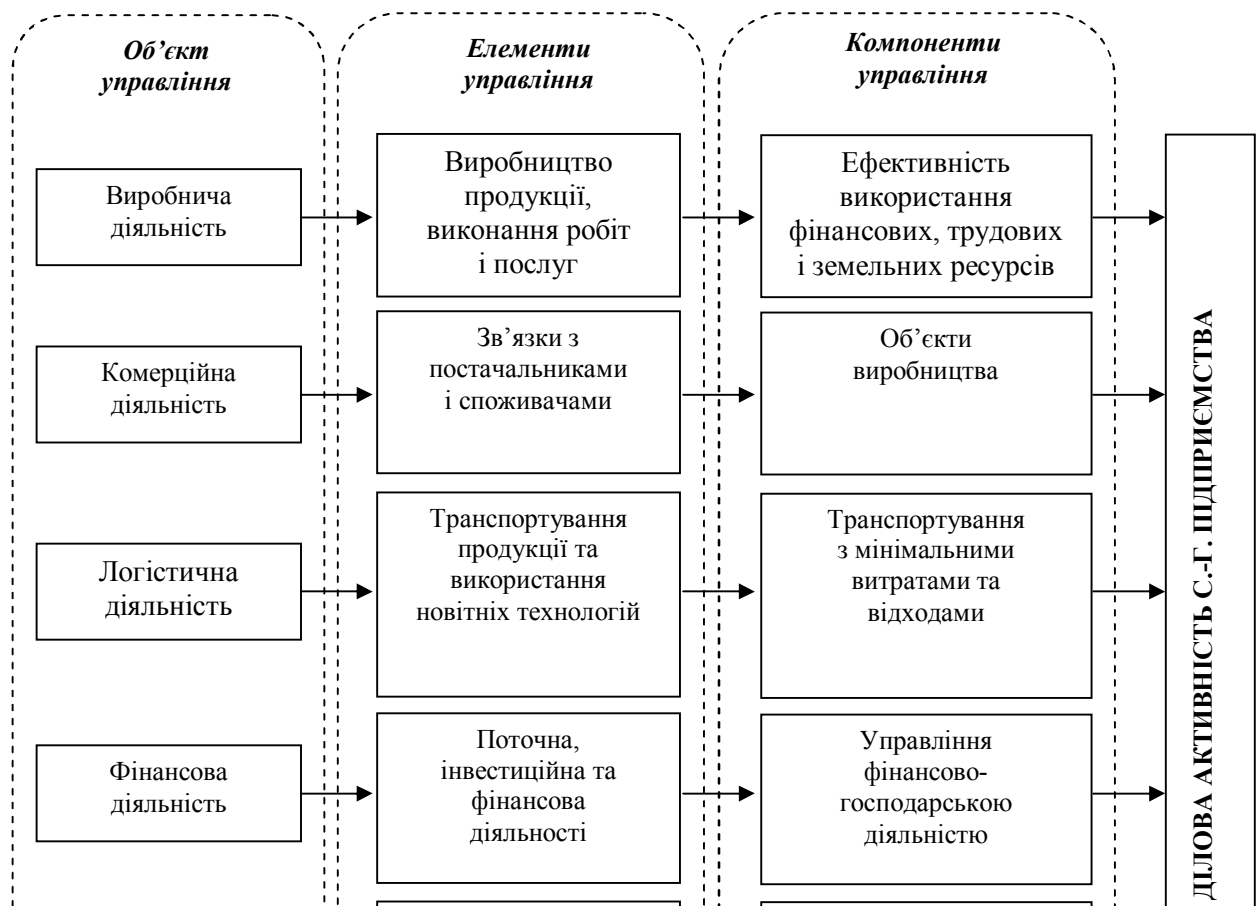 Об’єкт
управління
Елементи
управління
Компоненти
управління
Виробнича
діяльність
Виробництво
продукції,
виконання робіт
і послуг
Ефективність
використання
фінансових, трудових
і земельних ресурсів
Комерційна
діяльність
Зв’язки з
постачальниками
і споживачами
Об’єкти
виробництва
Логістична
діяльність
Транспортування
продукції та
використання
новітніх технологій
Транспортування
з мінімальними
витратами та
відходами
Фінансова
діяльність
Поточна,
інвестиційна та
фінансова
діяльності
Управління
фінансово-
господарською
діяльністю
ДІЛОВА АКТИВНІСТЬ С.-Г. ПІДПРИЄМСТВА